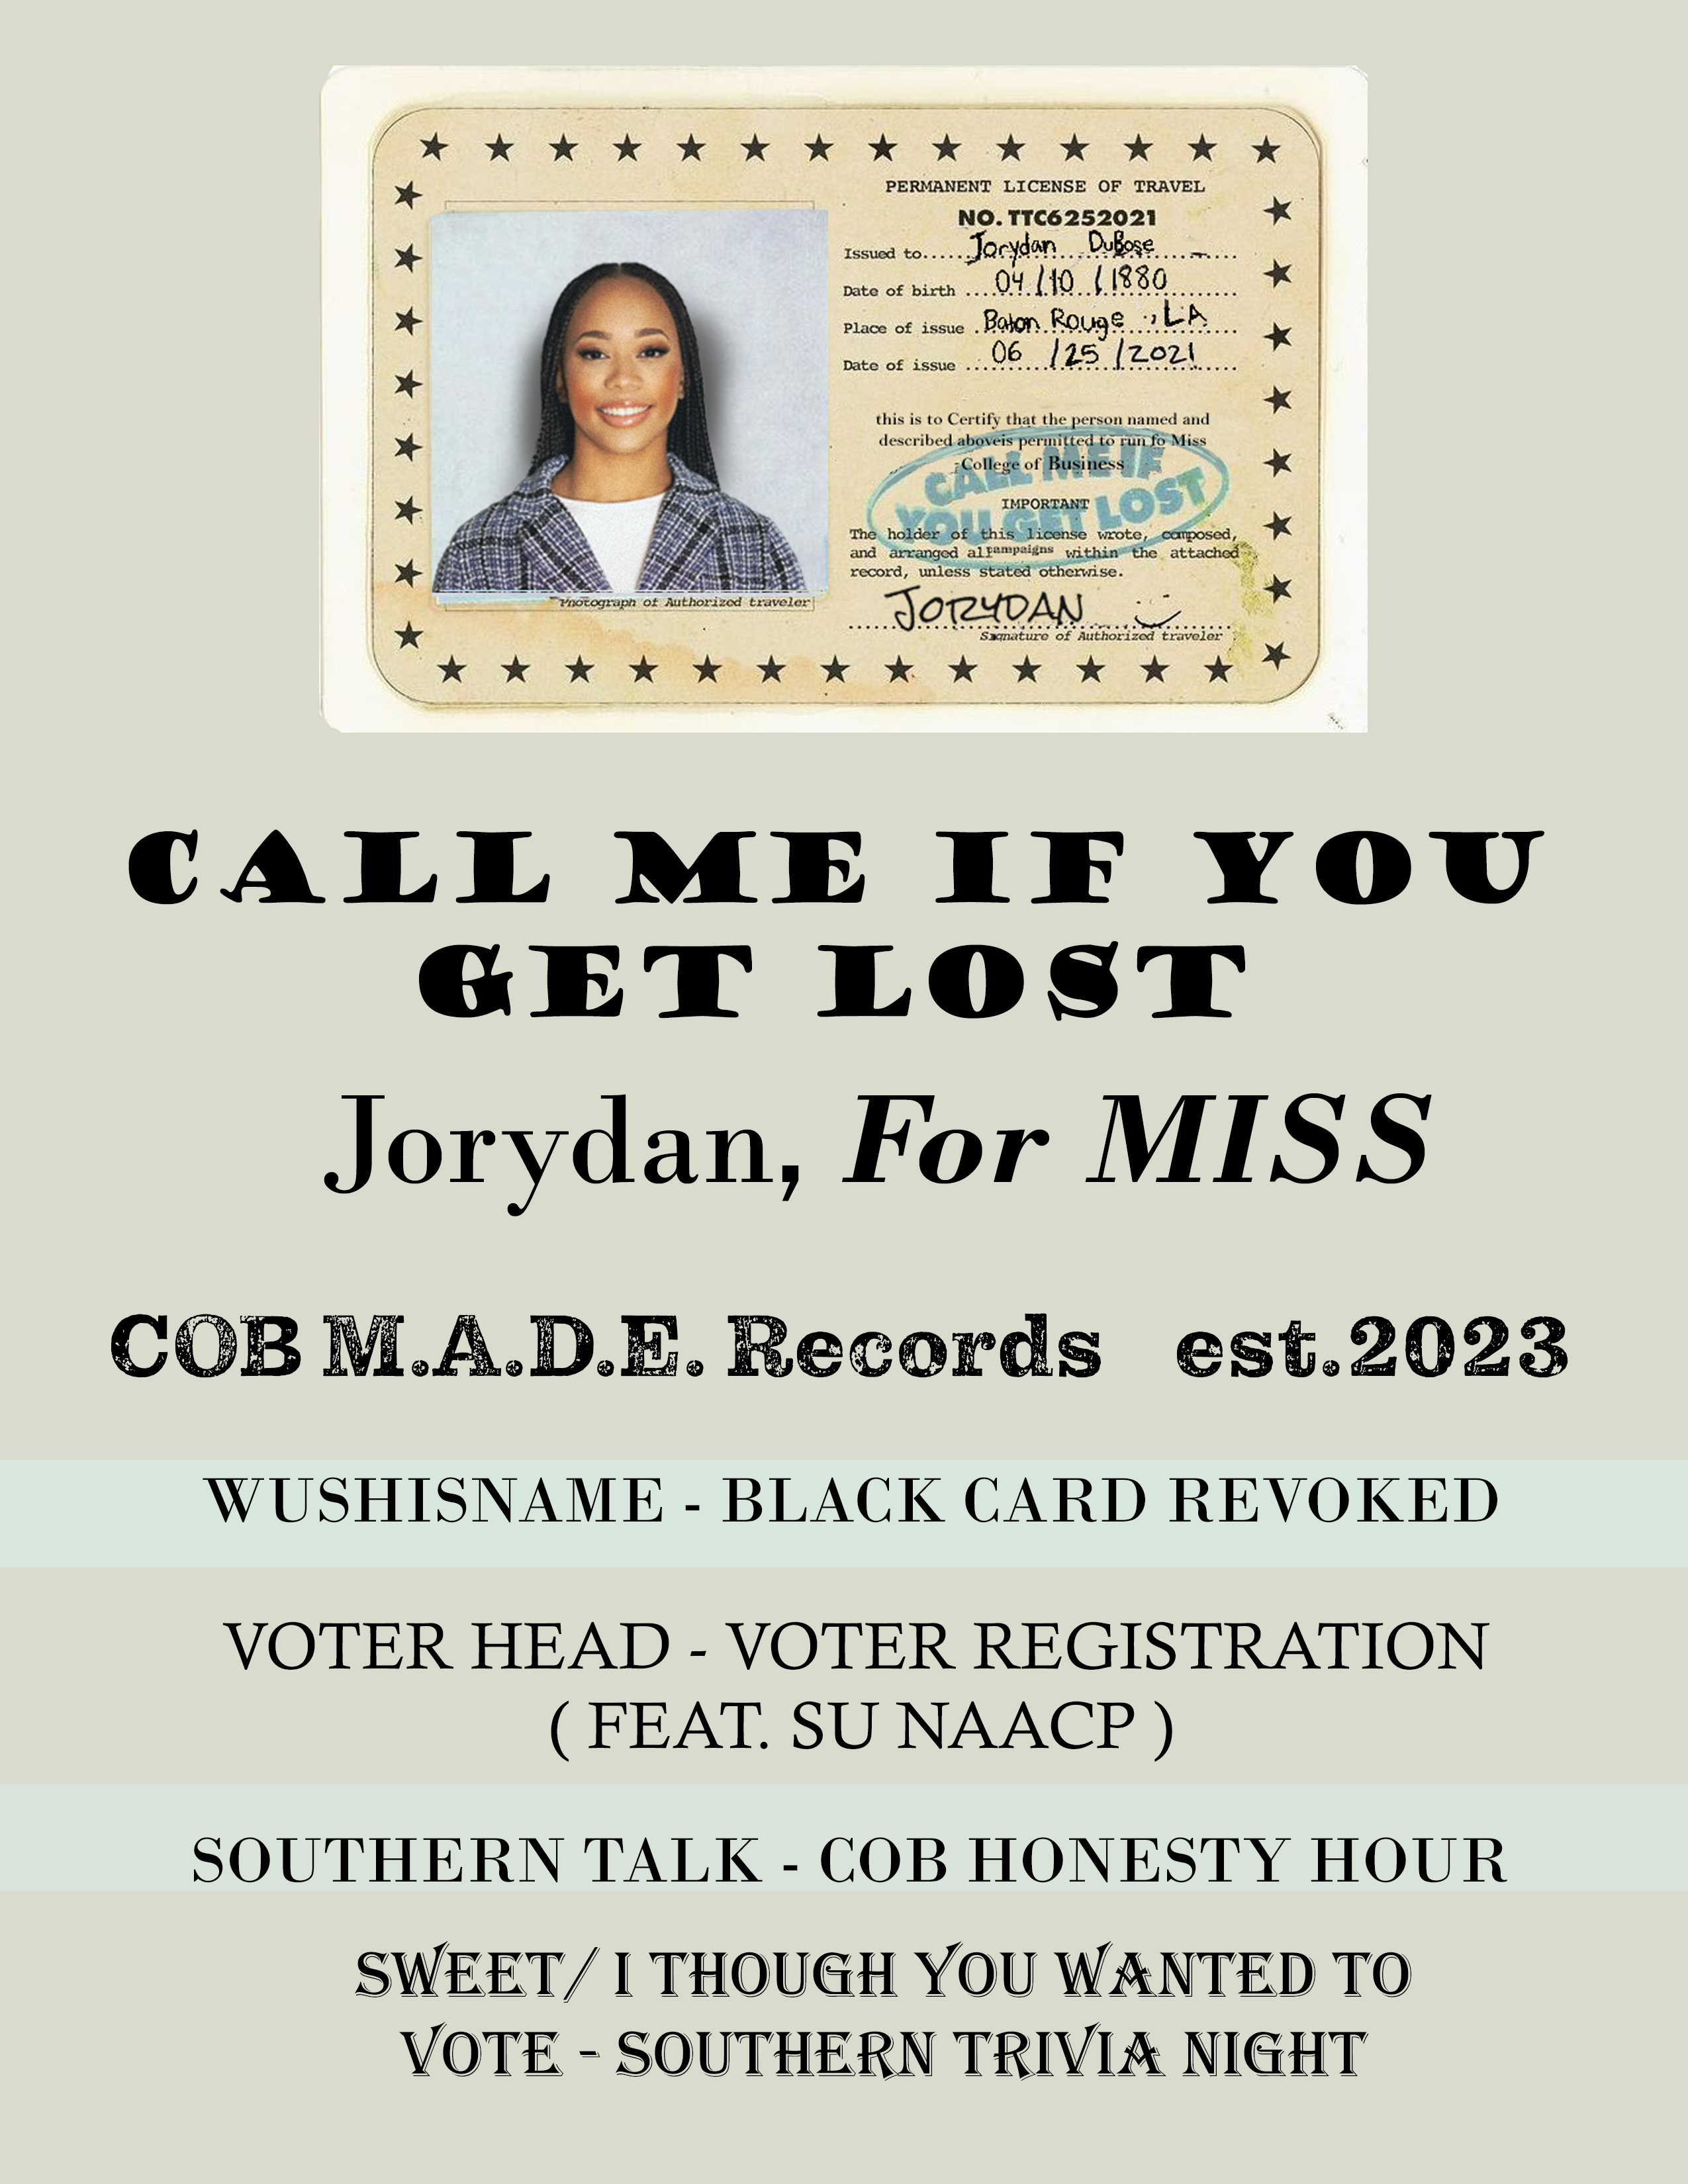 PERMANENT LICENSE OF TRAVEL
NO. TTC6252021
Issued to..... Jorydan DuBose
Date of birth ... 04/10/1880
Place of issue . Baton Rouge, LA
Date of issue ... 06/25/2021
this is to Certify that the person named and
described aboveis permitted to run fo Miss
College of Business
CALL ME IF
YOU GET LOST
IMPORTANT
The holder of this license wrote, composed,
and arranged all campaigns within the attached
record, unless stated otherwise.
JORYDAN
Photograph of Authorized traveler
Signature of Authorized traveler
CALL ME IF YOU
GET LOST
Jorydan, For MISS
COB M.A.D.E. Records est.2023
WUSHISNAME - BLACK CARD REVOKED
VOTER HEAD - VOTER REGISTRATION
( FEAT. SU NAACP )
SOUTHERN TALK - COB HONESTY HOUR
SWEET/ I THOUGH YOU WANTED TO
VOTE - SOUTHERN TRIVIA NIGHT